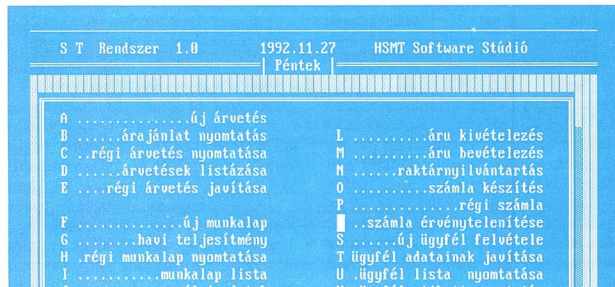 S T Rendszer 1.0 1992.11.27 HSMT Software Stúdió
Péntek
A ...............új árvetés
B ......árajánlat nyomtatás
C ..régi árvetés nyomtatása
D ......árvetések listázása
E ....régi árvetés javítása
F .............új munkalap
G ........havi teljesítmény
H .régi munkalap nyomtatása
I ...........munkalap lista
L ..........áru kivételezés
M ..........áru bevételezés
N .......raktárnyilvántartás
O .........számla készítés
P ..............régi számla
..számla érvénytelenítése
S ......új ügyfél felvétele
T ügyfél adatainak javítása
U .ügyfél lista nyomtatása